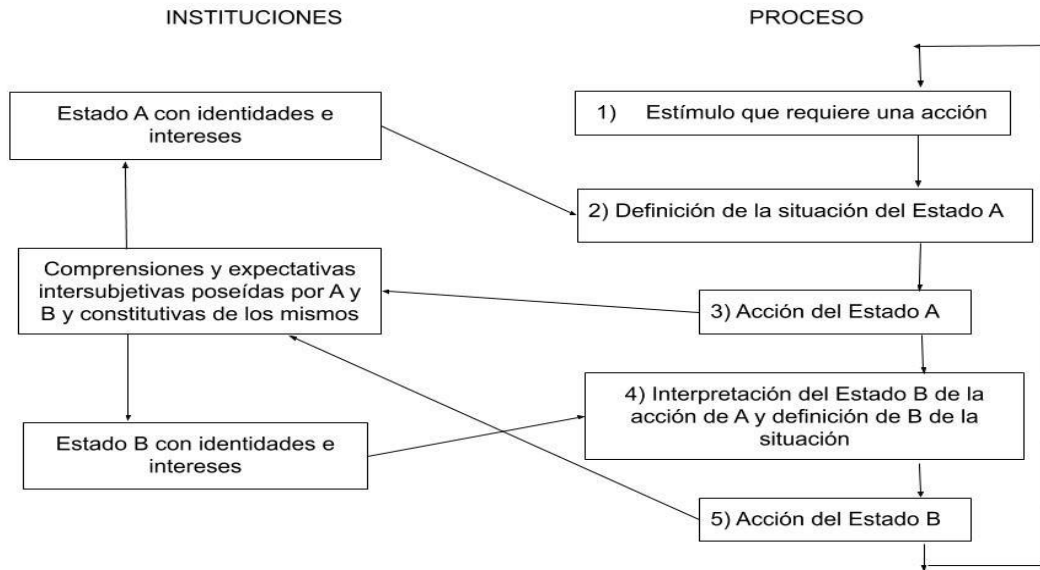 INSTITUCIONES
PROCESO
Estado A con identidades e
intereses
Comprensiones y expectativas
intersubjetivas poseídas por A y
B y constitutivas de los mismos
Estado B con identidades e
intereses
1) Estímulo que requiere una acción
2) Definición de la situación del Estado A
3) Acción del Estado A
4) Interpretación del Estado B de la
acción de A y definición de B de la
situación
5) Acción del Estado B